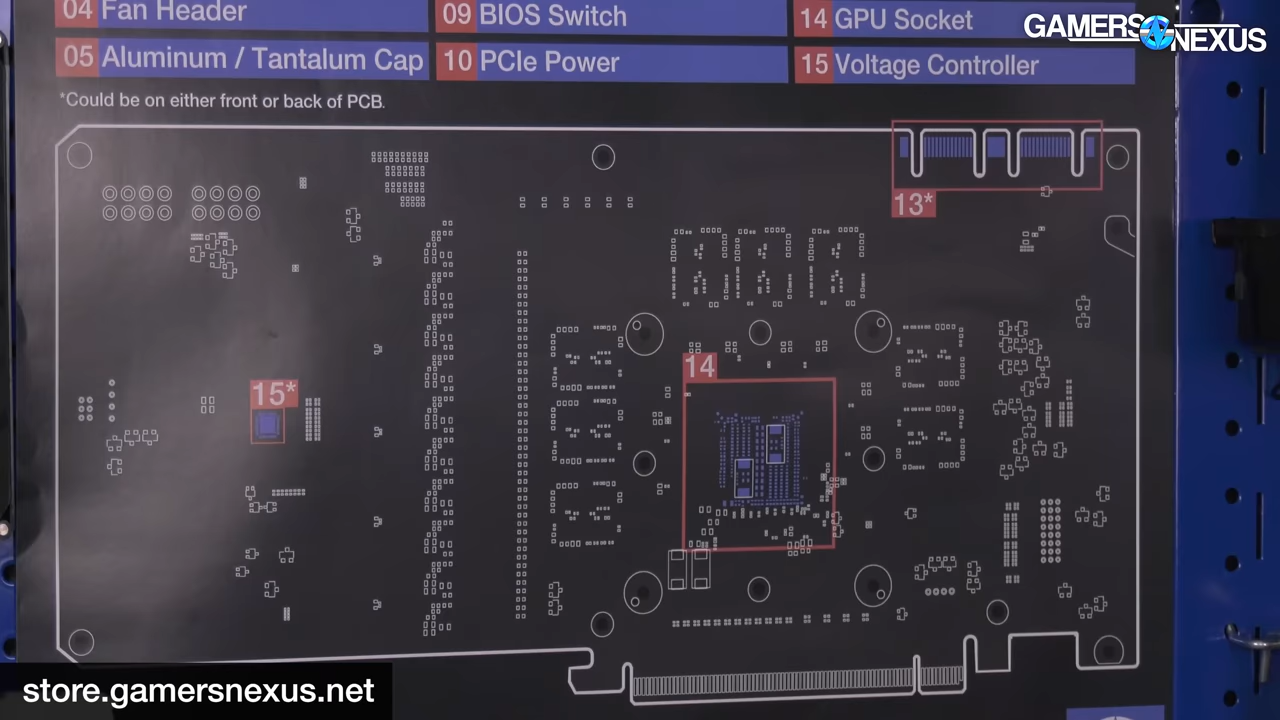 04 Fan Header
09 BIOS Switch
14 GPU Socket
GAMERS NEXUS
05 Aluminum / Tantalum Cap
10 PCIe Power
15 Voltage Controller
*Could be on either front or back of PCB.
13*
14
15*
store.gamersnexus.net